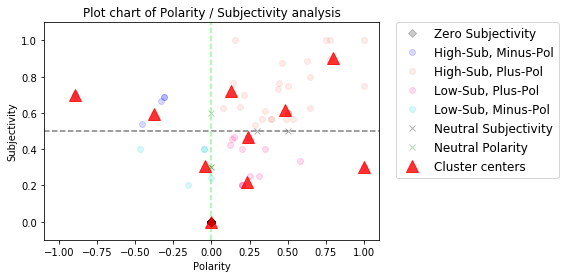 Plot chart of Polarity / Subjectivity analysis
Subjectivity
1.0
0.8
0.6
0.4
0.2
0.0
−1.00 −0.75 −0.50 −0.25 0.00 0.25 0.50 0.75 1.00
Polarity
Zero Subjectivity
High-Sub, Minus-Pol
High-Sub, Plus-Pol
Low-Sub, Plus-Pol
Low-Sub, Minus-Pol
Neutral Subjectivity
Neutral Polarity
Cluster centers